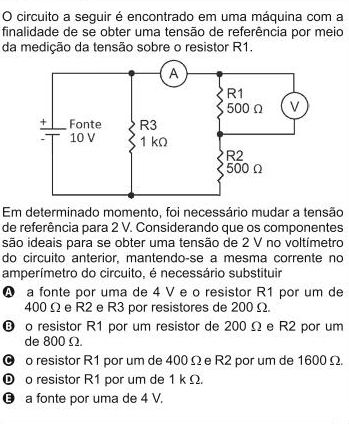 O circuito a seguir é encontrado em uma máquina com a
finalidade de se obter uma tensão de referência por meio
da medição da tensão sobre o resistor R1.
A
R1
500 Ω
V
+
Fonte
-
10 V
R3
1 kΩ
R2
500 Ω
Em determinado momento, foi necessário mudar a tensão
de referência para 2 V. Considerando que os componentes
são ideais para se obter uma tensão de 2 V no voltímetro
do circuito anterior, mantendo-se a mesma corrente no
amperímetro do circuito, é necessário substituir
A a fonte por uma de 4 V e o resistor R1 por um de
400 Ω e R2 e R3 por resistores de 200 Ω.
B o resistor R1 por um resistor de 200 Ω e R2 por um
de 800 Ω.
C o resistor R1 por um de 400 Ω e R2 por um de 1600 Ω.
D o resistor R1 por um de 1 k Ω.
E a fonte por uma de 4 V.